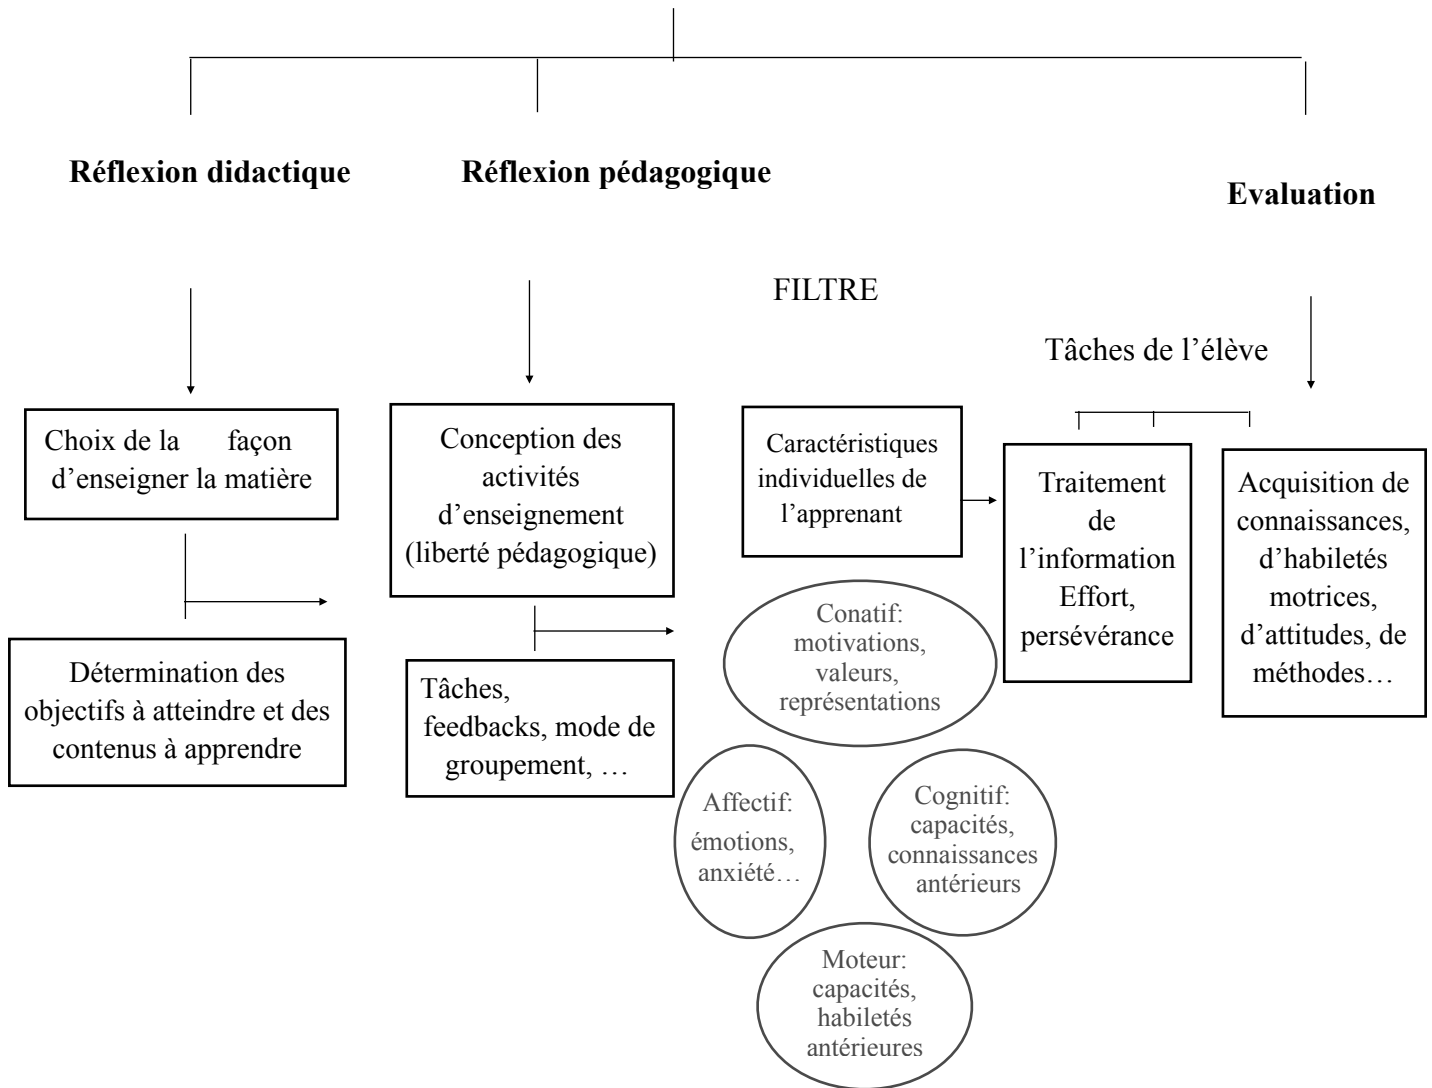 Réflexion didactique
Réflexion pédagogique
Evaluation
FILTRE
Tâches de l’élève
Choix de la façon
d’enseigner la matière
Détermination des
objectifs à atteindre et des
contenus à apprendre
Conception des
activités
d’enseignement
(liberté pédagogique)
Tâches,
feedbacks, mode de
groupement, …
Caractéristiques
individuelles de
l’apprenant
Conatif:
motivations,
valeurs,
représentations
Affectif:
émotions,
anxiété…
Cognitif:
capacités,
connaissances
antérieurs
Moteur:
capacités,
habiletés
antérieures
Traitement
de
l’information
Effort,
persévérance
Acquisition de
connaissances,
d’habiletés
motrices,
d’attitudes, de
méthodes…